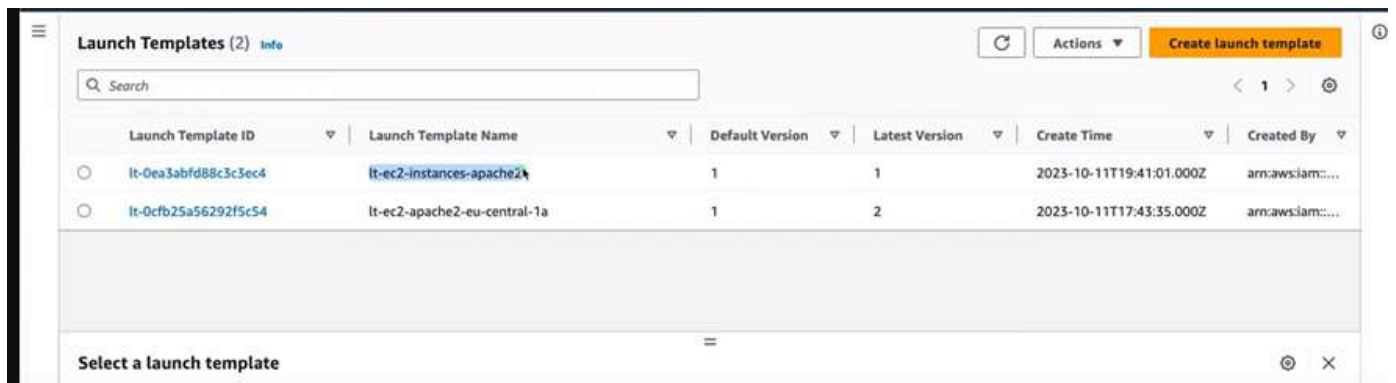 Launch Templates (2) Info
Actions
Create launch template
Search
1
Launch Template ID Launch Template Name Default Version Latest Version Create Time Created By
lt-0ea3abfd88c3c3ec4 lt-ec2-instances-apache2 1 1 2023-10-11T19:41:01.000Z arn:aws:iam::...
lt-0cfb25a56292f5c54 lt-ec2-apache2-eu-central-1a 1 2 2023-10-11T17:43:35.000Z arn:aws:iam::...
Select a launch template